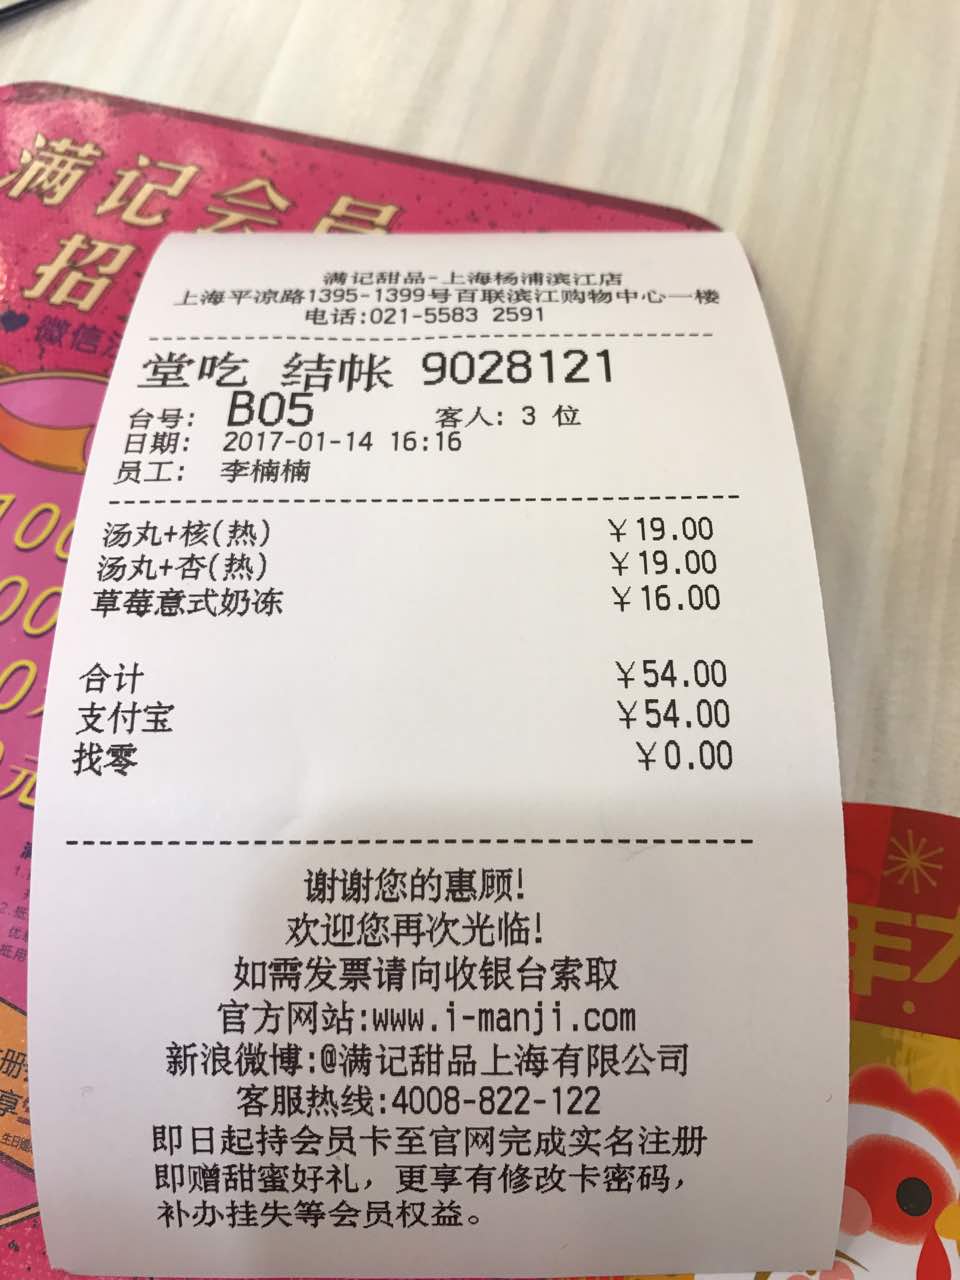 满记会员
招
微信
满记甜品-上海杨浦滨江店
上海平凉路1395-1399号百联滨江购物中心一楼
电话:021-5583 2591
堂吃 结帐 9028121
台号: B05 客人: 3 位
日期: 2017-01-14 16:16
员工: 李楠楠
汤丸+核(热) ￥19.00
汤丸+杏(热) ￥19.00
草莓意式奶冻 ￥16.00
合计 ￥54.00
支付宝 ￥54.00
找零 ￥0.00
谢谢您的惠顾!
欢迎您再次光临!
如需发票请向收银台索取
官方网站:www.i-manji.com
新浪微博:@满记甜品上海有限公司
客服热线:4008-822-122
即日起持会员卡至官网完成实名注册
即赠甜蜜好礼，更享有修改卡密码，
补办挂失等会员权益。
年